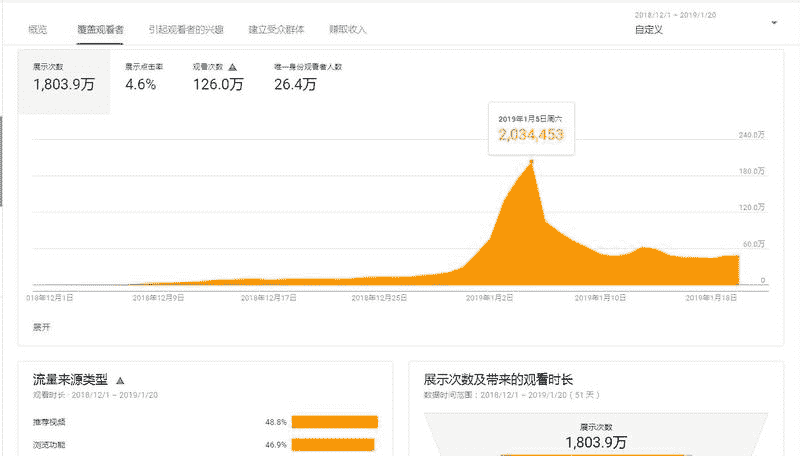 2018/12/1 ~ 2019/1/20
概览 覆盖观看者 引起观看者的兴趣 建立受众群体 赚取收入 自定义
展示次数 展示点击率 观看次数 唯一身份观看者人数
1,803.9万 4.6% 126.0万 26.4万
2019年1月5日周六
2,034,453
240.0万
180.0万
120.0万
60.0万
0
018年12月1日 2018年12月9日 2018年12月17日 2018年12月25日 2019年1月2日 2019年1月10日 2019年1月18日
展开
流量来源类型
观看时长 · 2018/12/1 ~ 2019/1/20
推荐视频 48.8%
浏览功能 46.9%
展示次数及带来的观看时长
数据时间范围：2018/12/1 ~ 2019/1/20（51 天）
展示次数
1,803.9万